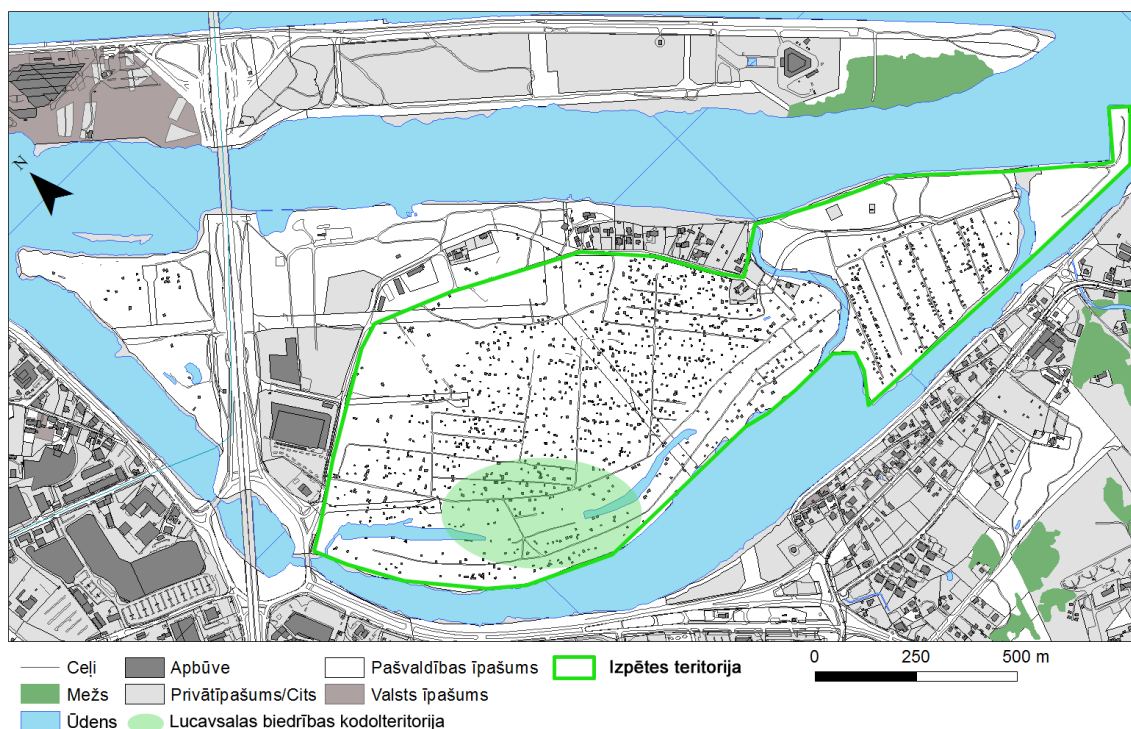 N
Ceļi
Apbūve
Pašvaldības īpašums
Izpētes teritorija
0 250 500 m
Mežs
Privātīpašums/Cits
Valsts īpašums
Ūdens
Lucavsalas biedrības kodolteritorija